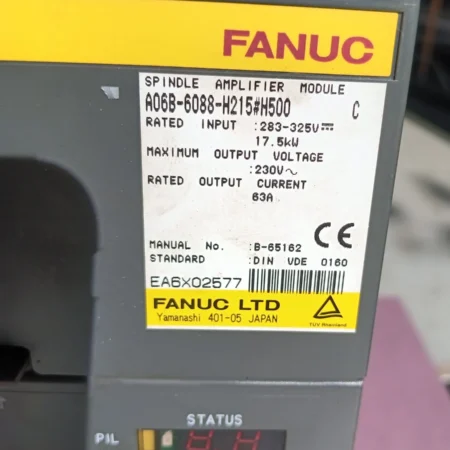 FANUC
SPINDLE AMPLIFIER MODULE
A06B-6088-H215#H500 C
RATED INPUT :283-325V⎓
17.5kW
MAXIMUM OUTPUT VOLTAGE
:230V∼
RATED OUTPUT CURRENT
63A
MANUAL No. :B-65162
STANDARD :DIN VDE 0160
CE
EA6X02577
FANUC LTD
Yamanashi 401-05 JAPAN
TUV Rheinland
STATUS
PIL